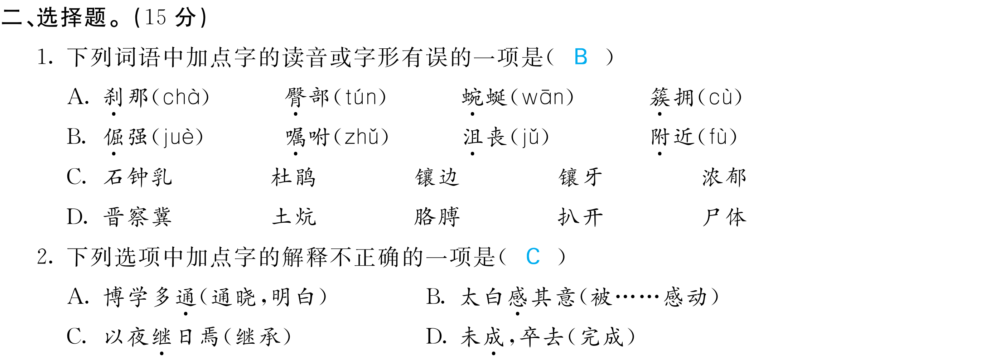 二、选择题。(15 分)
1. 下列词语中加点字的读音或字形有误的一项是( B )
A. 刹那(chà) 臀部(tún) 蜿蜒(wān) 簇拥(cù)
B. 倔强(juè) 嘱咐(zhǔ) 沮丧(jǔ) 附近(fù)
C. 石钟乳 杜鹃 镶边 镶牙 浓郁
D. 晋察冀 土炕 胳膊 扒开 尸体
2. 下列选项中加点字的解释不正确的一项是( C )
A. 博学多通(通晓,明白) B. 太白感其意(被……感动)
C. 以夜继日焉(继承) D. 未成,卒去(完成)